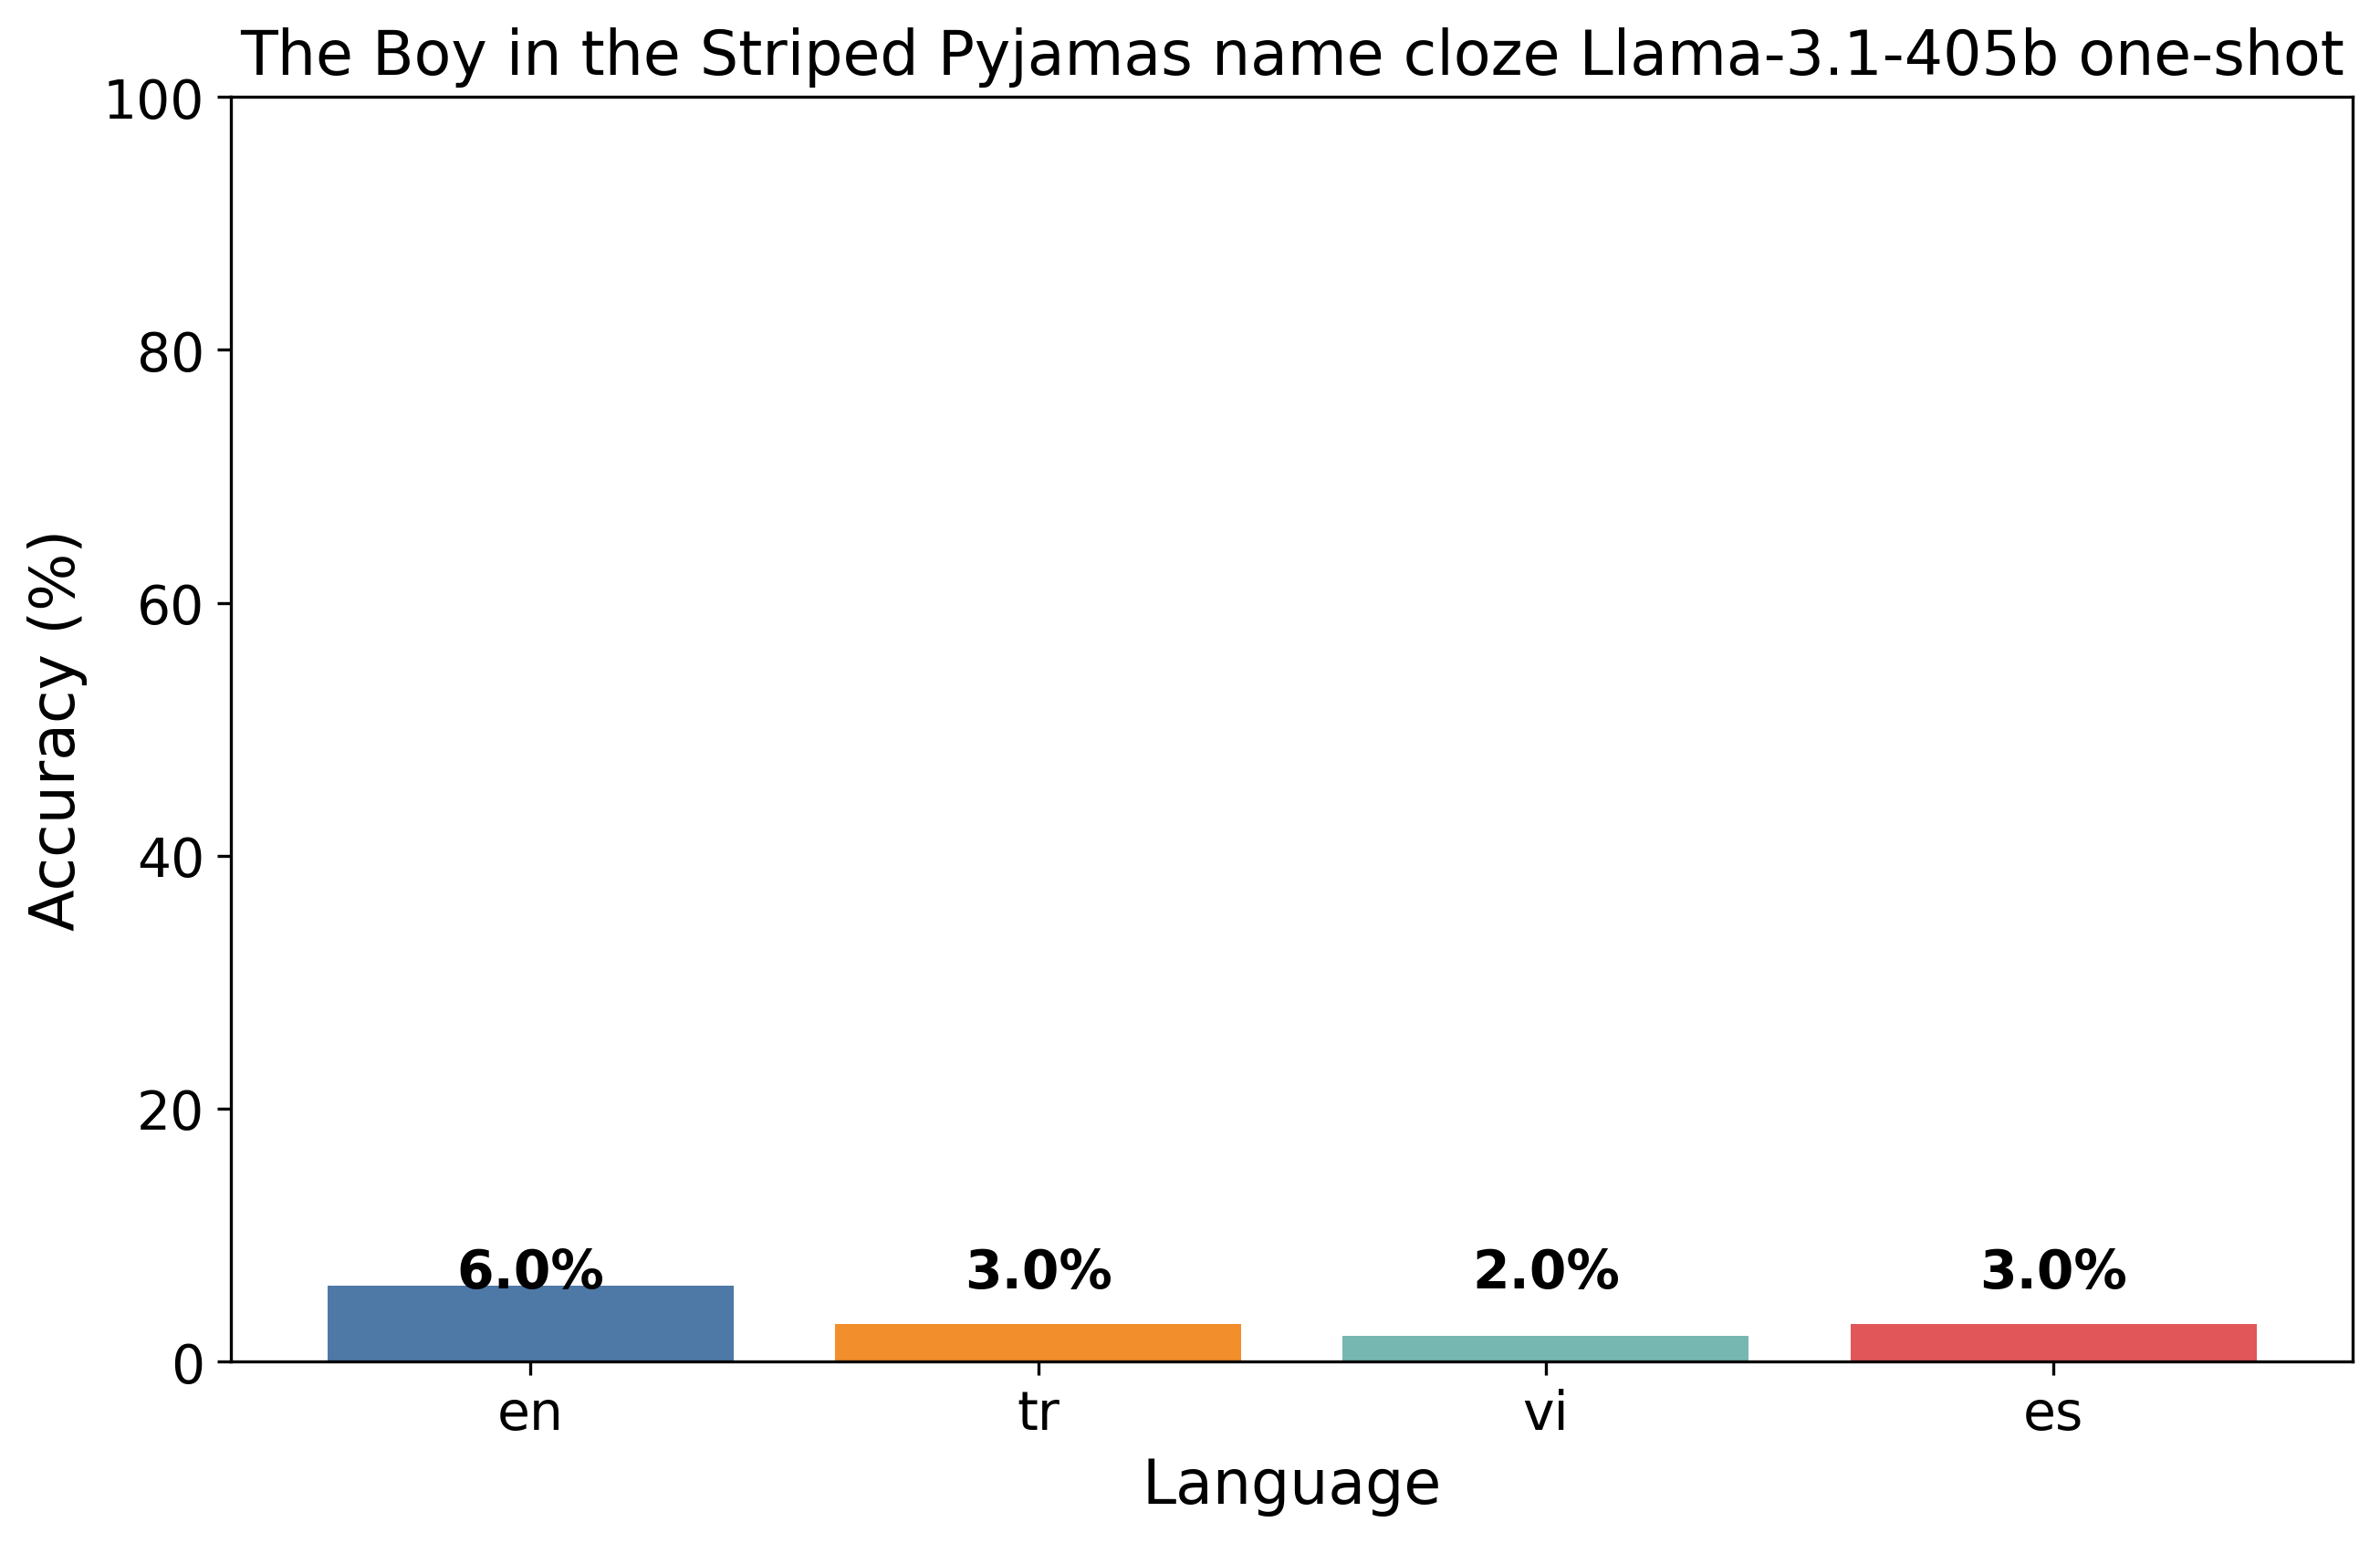 The Boy in the Striped Pyjamas name cloze Llama-3.1-405b one-shot
100
80
60
40
20
0
Accuracy (%)
6.0%
3.0%
2.0%
3.0%
en
tr
vi
es
Language